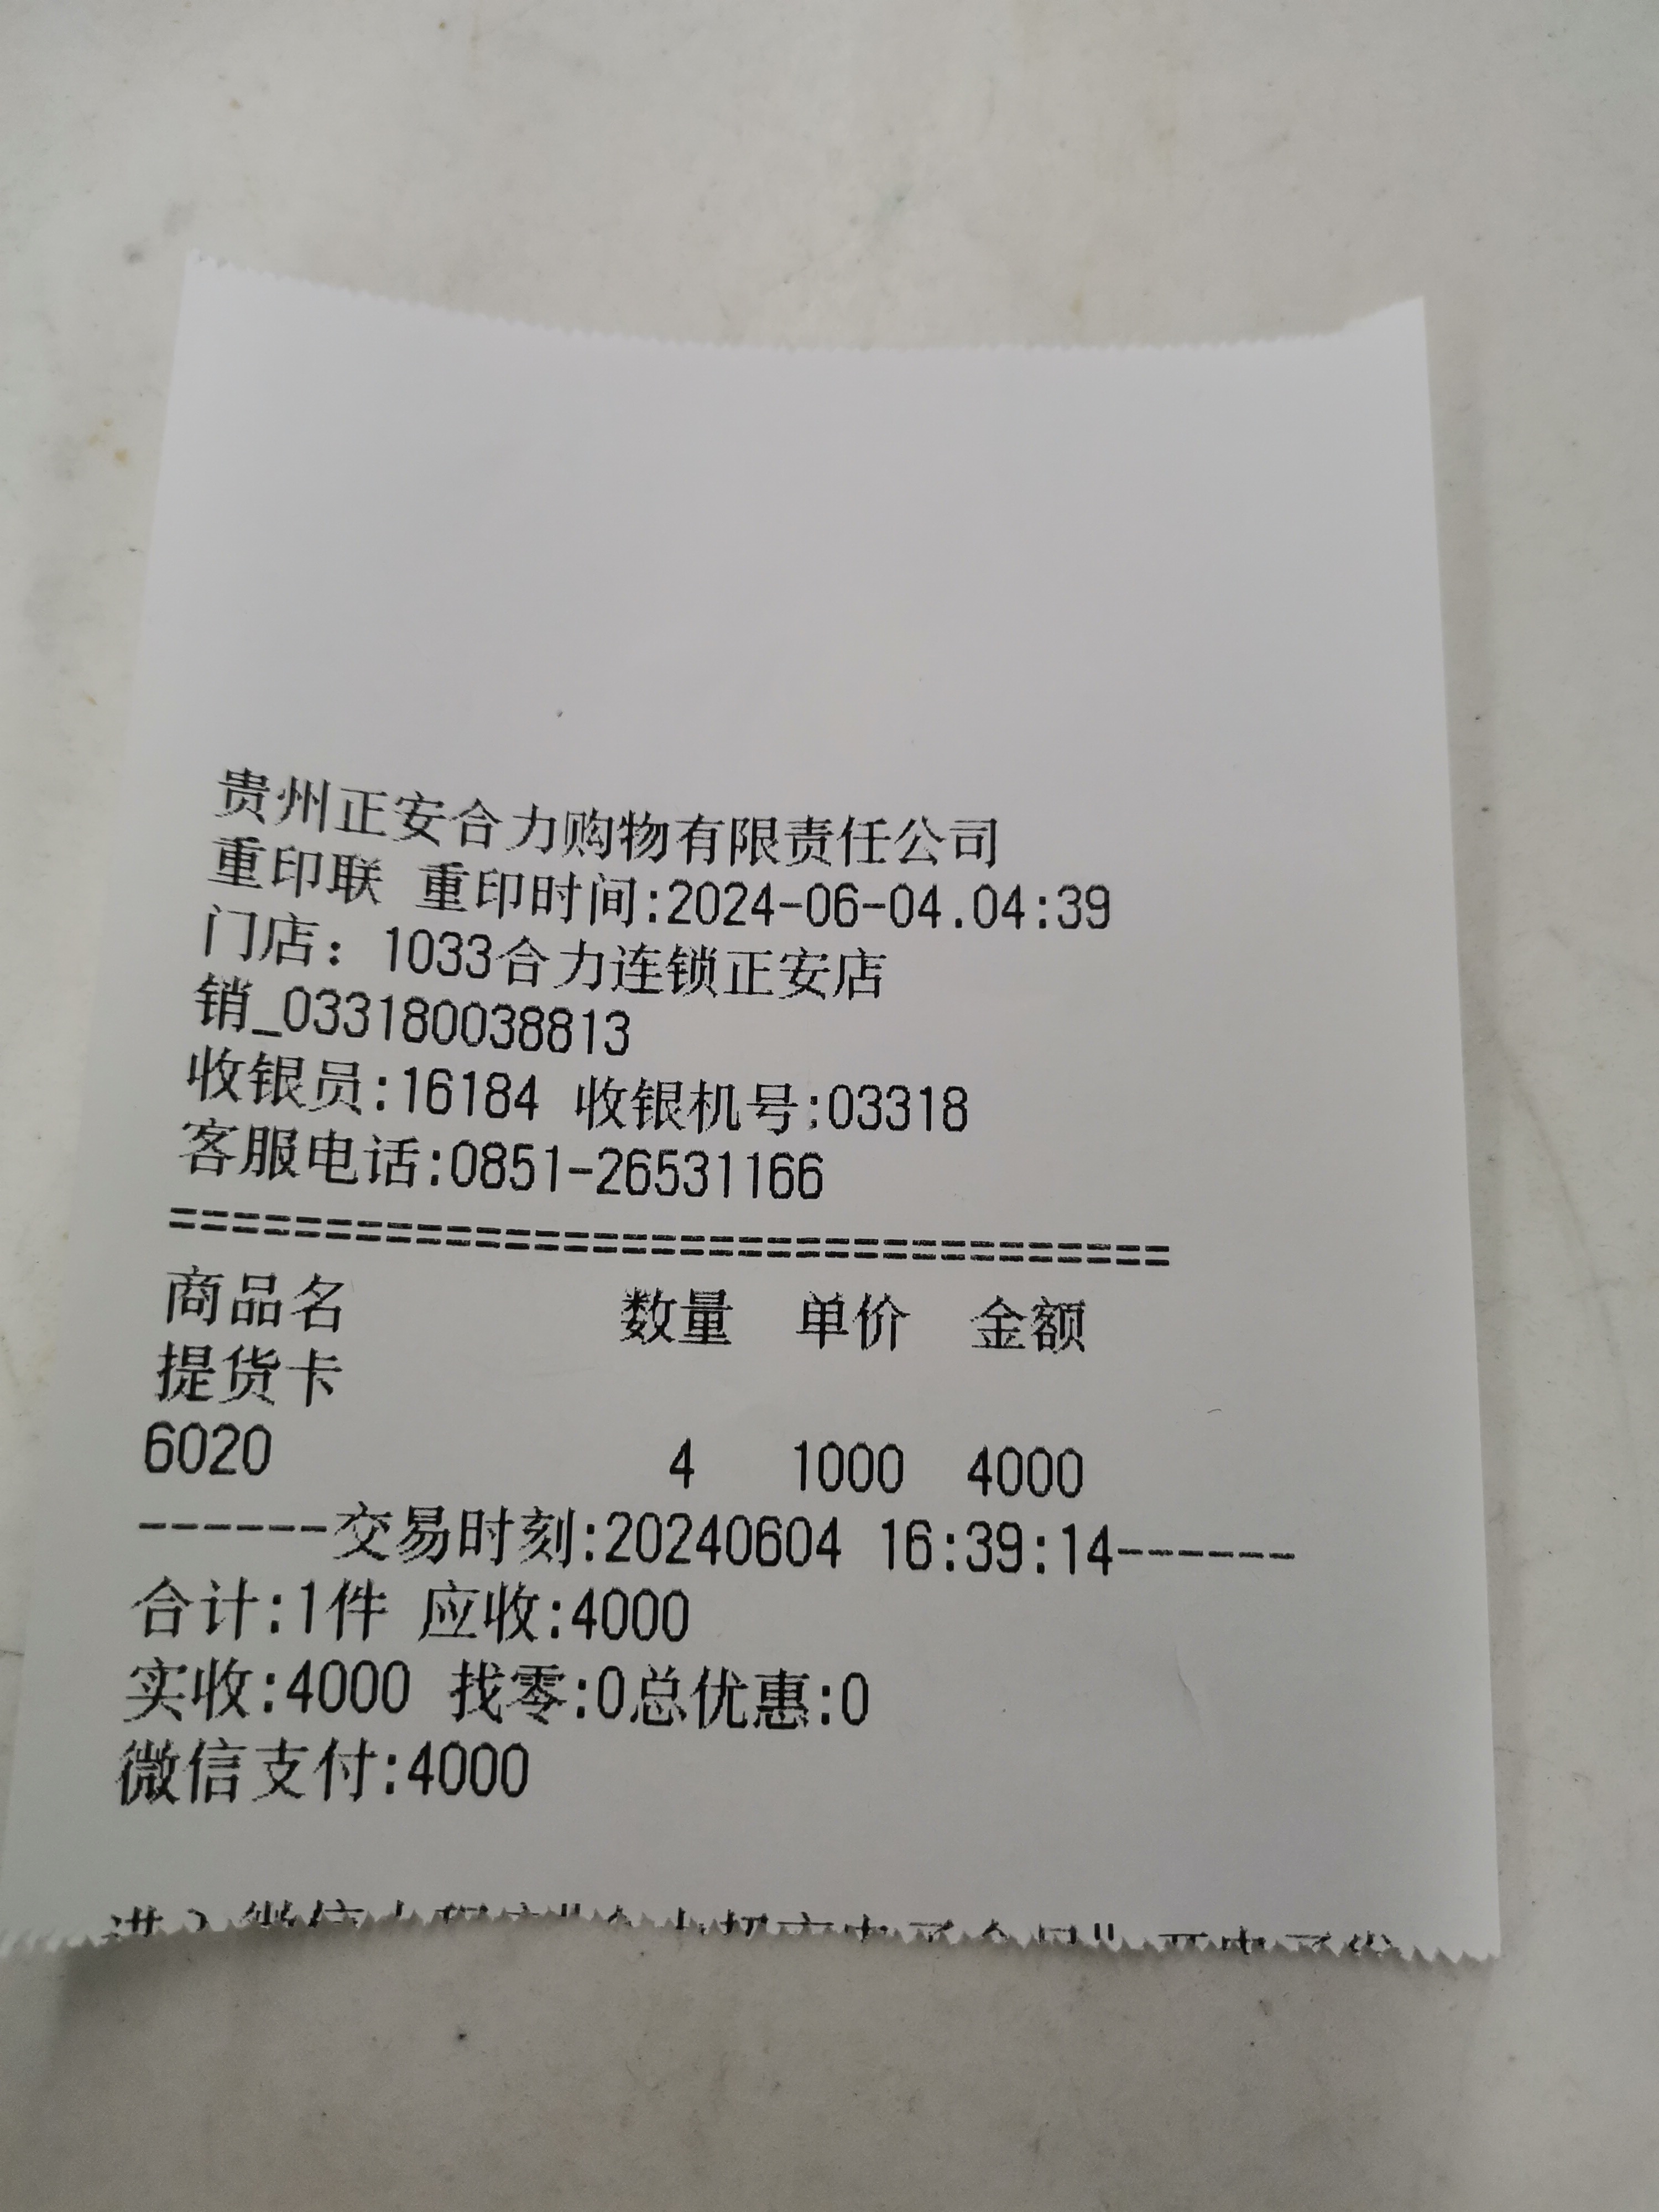 贵州正安合力购物有限责任公司
重印联 重印时间:2024-06-04.04:39
门店：1033合力连锁正安店
销_033180038813
收银员:16184 收银机号:03318
客服电话:0851-26531166
==================================
商品名 数量 单价 金额
提货卡
6020 4 1000 4000
------交易时刻:20240604 16:39:14------
合计:1件 应收:4000
实收:4000 找零:0总优惠:0
微信支付:4000